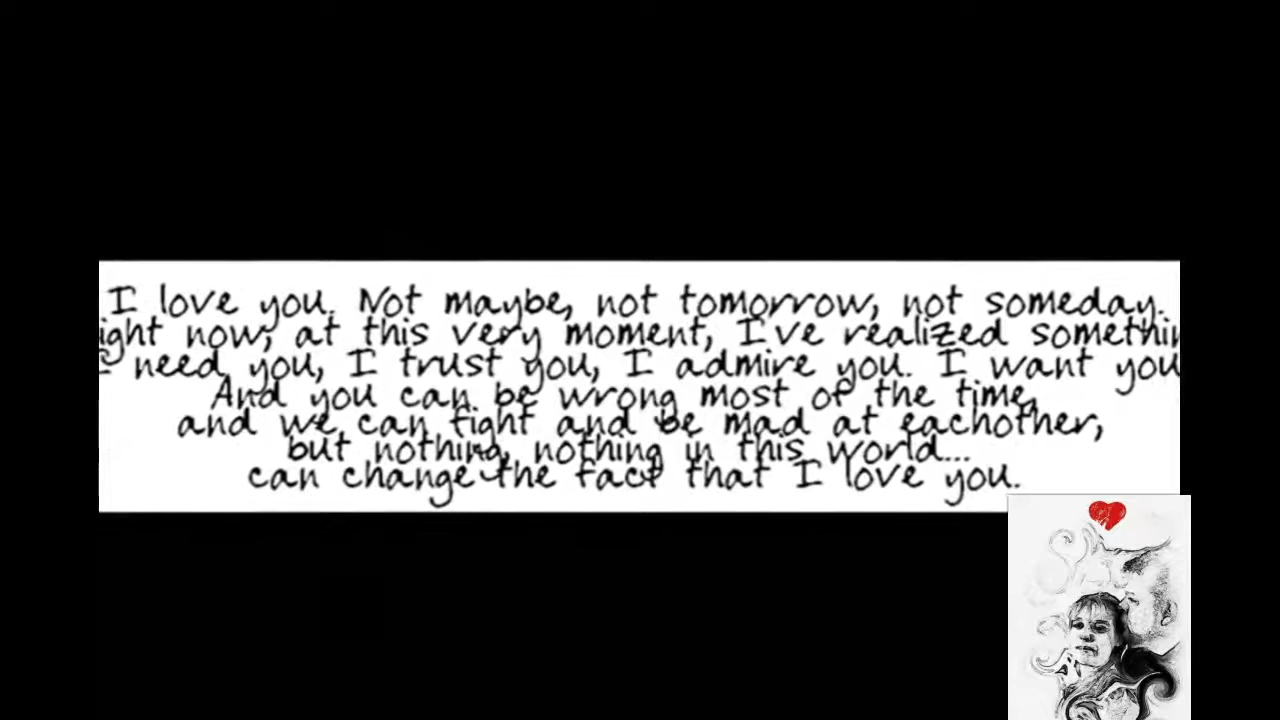 I love you. Not maybe, not tomorrow, not someday.
ight now, at this very moment, I've realized somethin
I need you, I trust you, I admire you. I want you
And you can be wrong most of the time,
and we can fight and be mad at eachother,
but nothing, nothing in this world...
can change the fact that I love you.